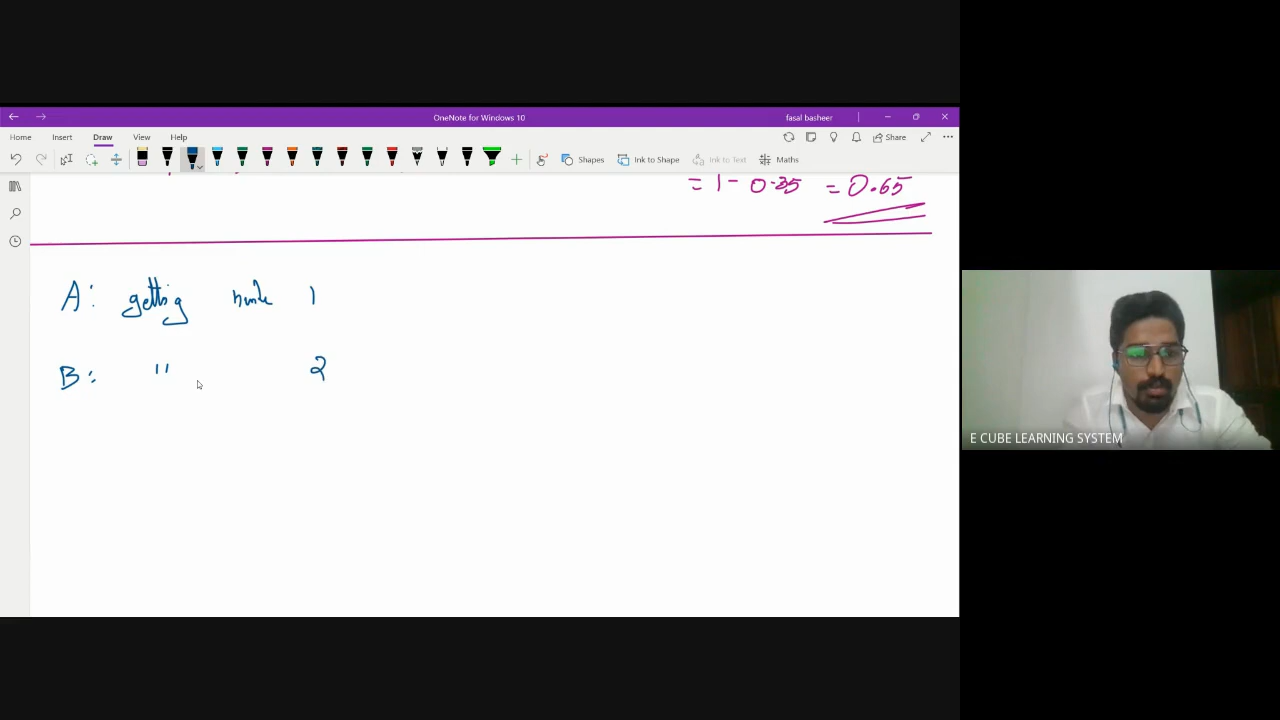 OneNote for Windows 10
fasal basheer
Home Insert Draw View Help
Share
Shapes Ink to Shape Ink to Text Maths
= 1 - 0.35 = 0.65
A: getting 1
B: " 2
E CUBE LEARNING SYSTEM